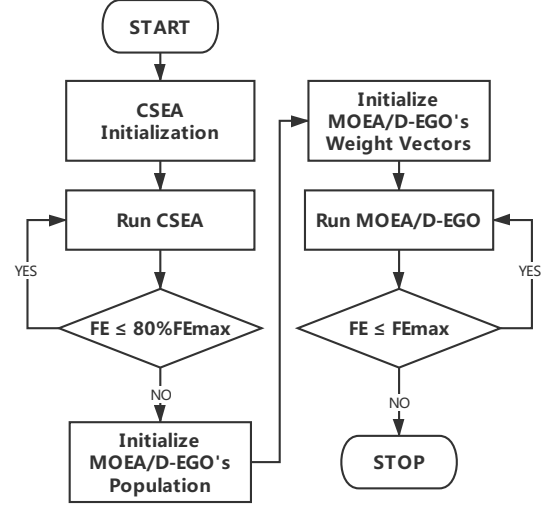 START
CSEA
Initialization
Run CSEA
YES
FE ≤ 80%FEmax
NO
Initialize
MOEA/D-EGO's
Population
Initialize
MOEA/D-EGO's
Weight Vectors
Run MOEA/D-EGO
YES
FE ≤ FEmax
NO
STOP